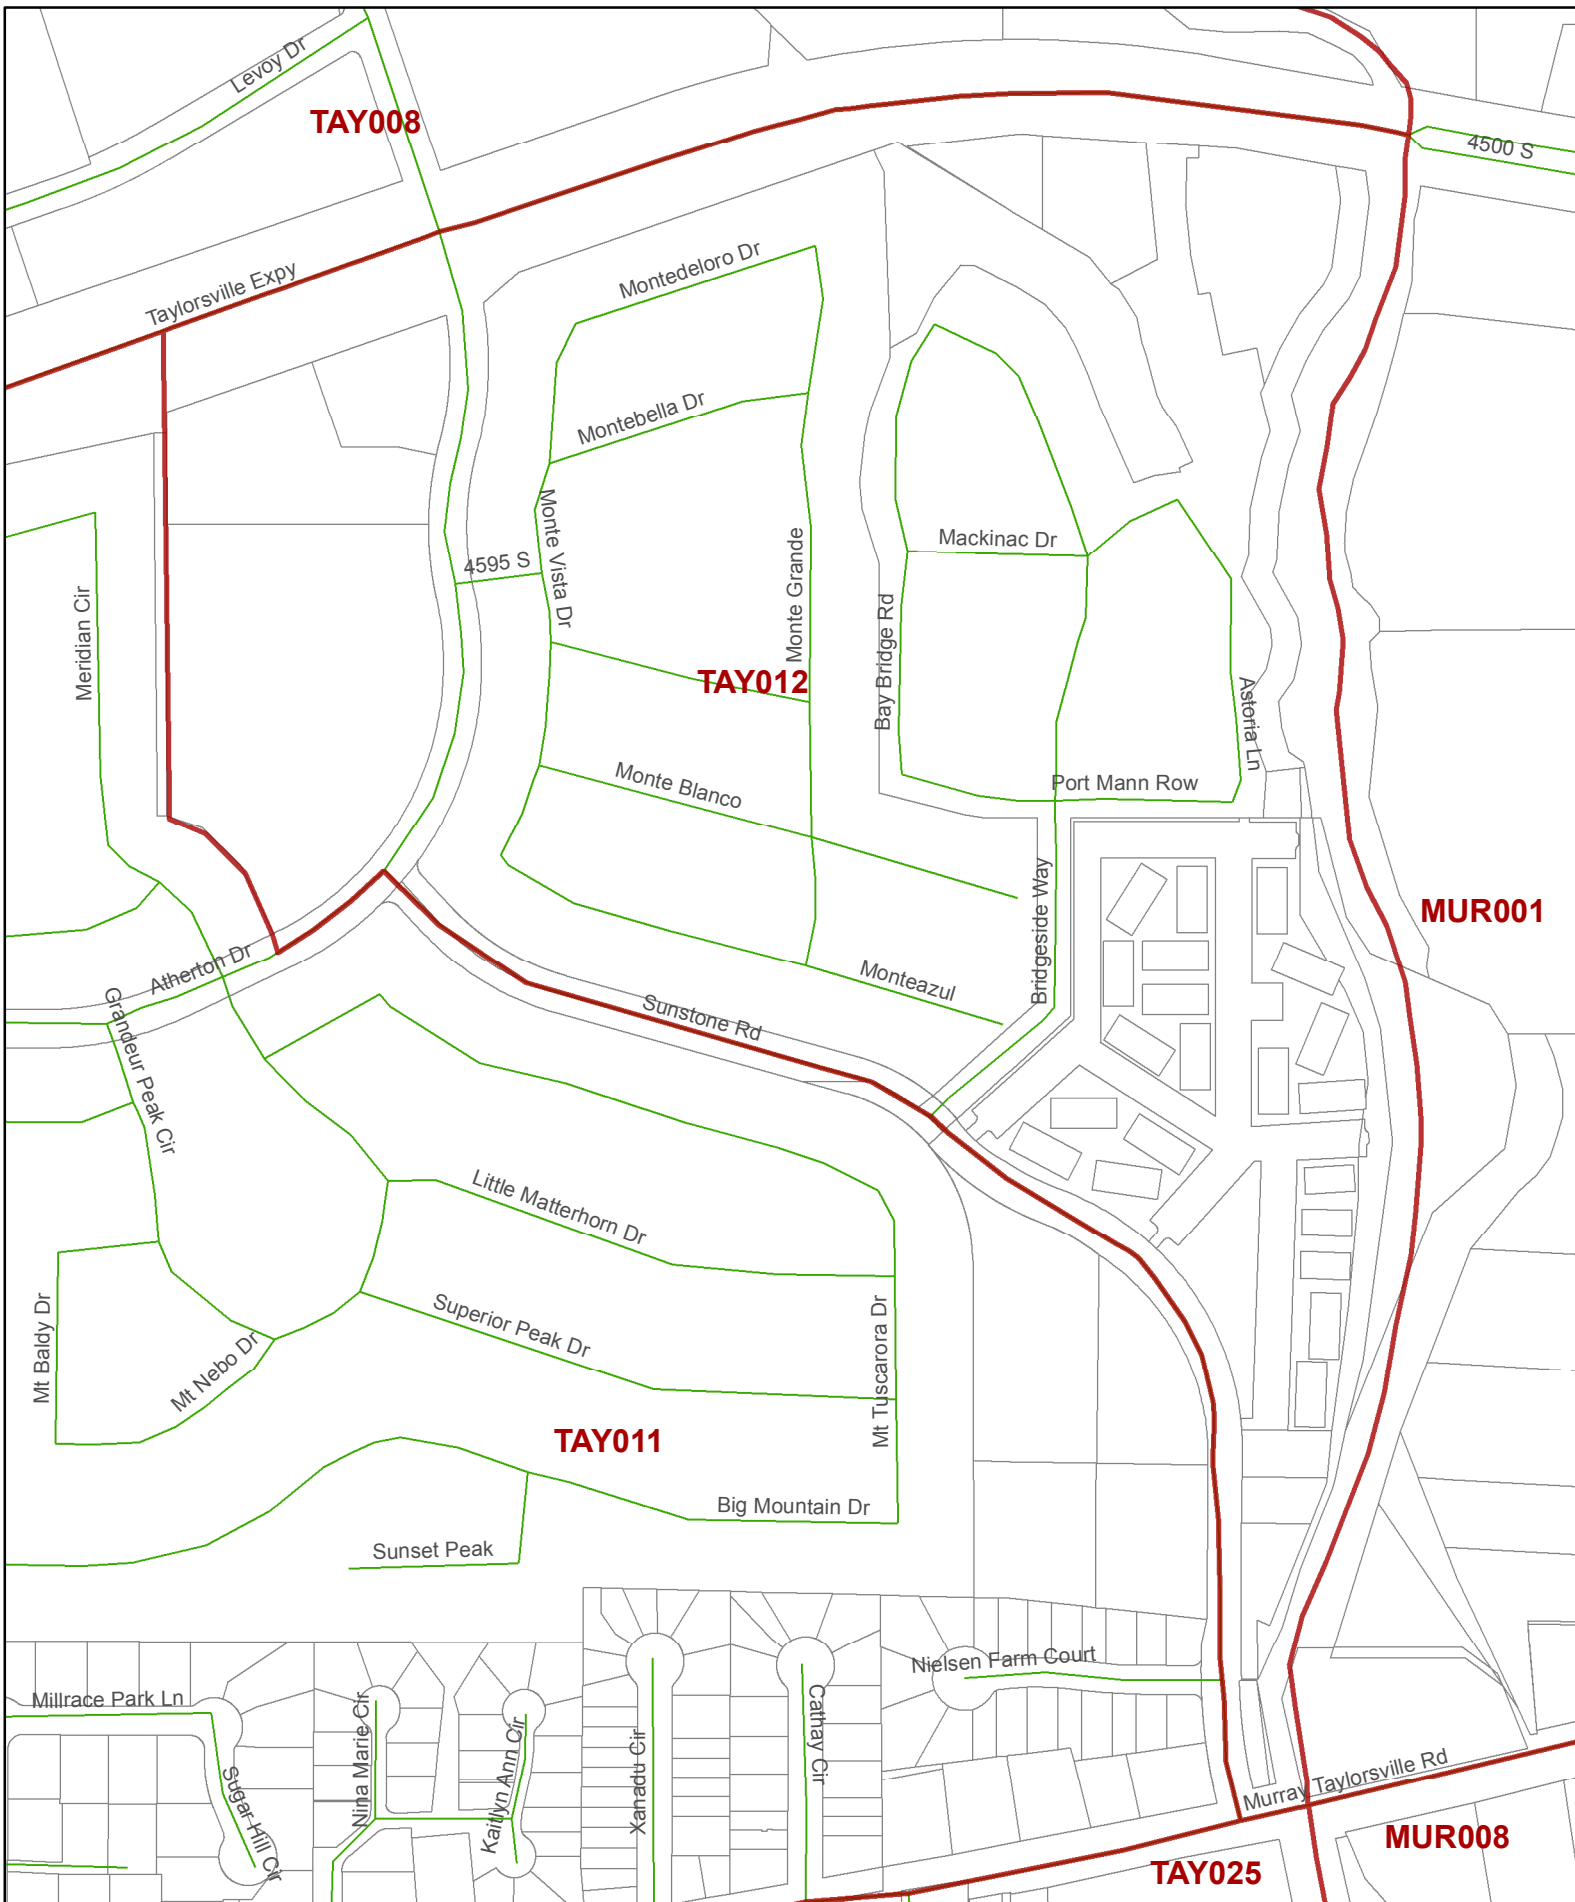 Levoy Dr
TAY008
4500 S
Montedeloro Dr
Taylorsville Expy
Montebella Dr
Monte Vista Dr
Mackinac Dr
4595 S
Monte Grande
Meridian Cir
Bay Bridge Rd
TAY012
Astoria Ln
Monte Blanco
Port Mann Row
Bridgeside Way
MUR001
Atherton Dr
Monteazul
Grandeur Peak Cir
Sunstone Rd
Little Matterhorn Dr
Mt Baldy Dr
Superior Peak Dr
Mt Tuscarora Dr
Mt Nebo Dr
TAY011
Big Mountain Dr
Sunset Peak
Nielsen Farm Court
Millrace Park Ln
Nina Marie Cir
Cathay Cir
Kaitlyn Ann Cir
Xanadu Cir
Sugar Hill Cir
Murray Taylorsville Rd
MUR008
TAY025